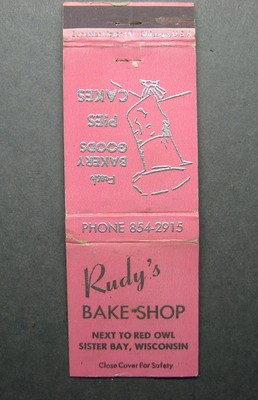 Fresh
BAKERY
GOODS
PIES
CAKES
PHONE 854-2915
Rudy's
BAKE SHOP
NEXT TO RED OWL
SISTER BAY, WISCONSIN
Close Cover For Safety